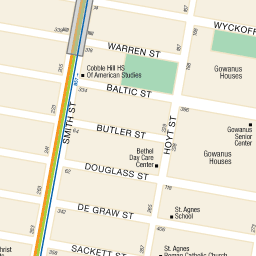 WYCKOFF
WARREN ST
Gowanus
Houses
Cobble Hill HS
Of American Studies
BALTIC ST
SMITH ST
BUTLER ST
HOYT ST
Gowanus
Senior
Center
Bethel
Day Care
Center
Gowanus
Houses
DOUGLASS ST
DE GRAW ST
St. Agnes
School
SACKETT ST
St. Agnes
Roman Catholic Church
hrist